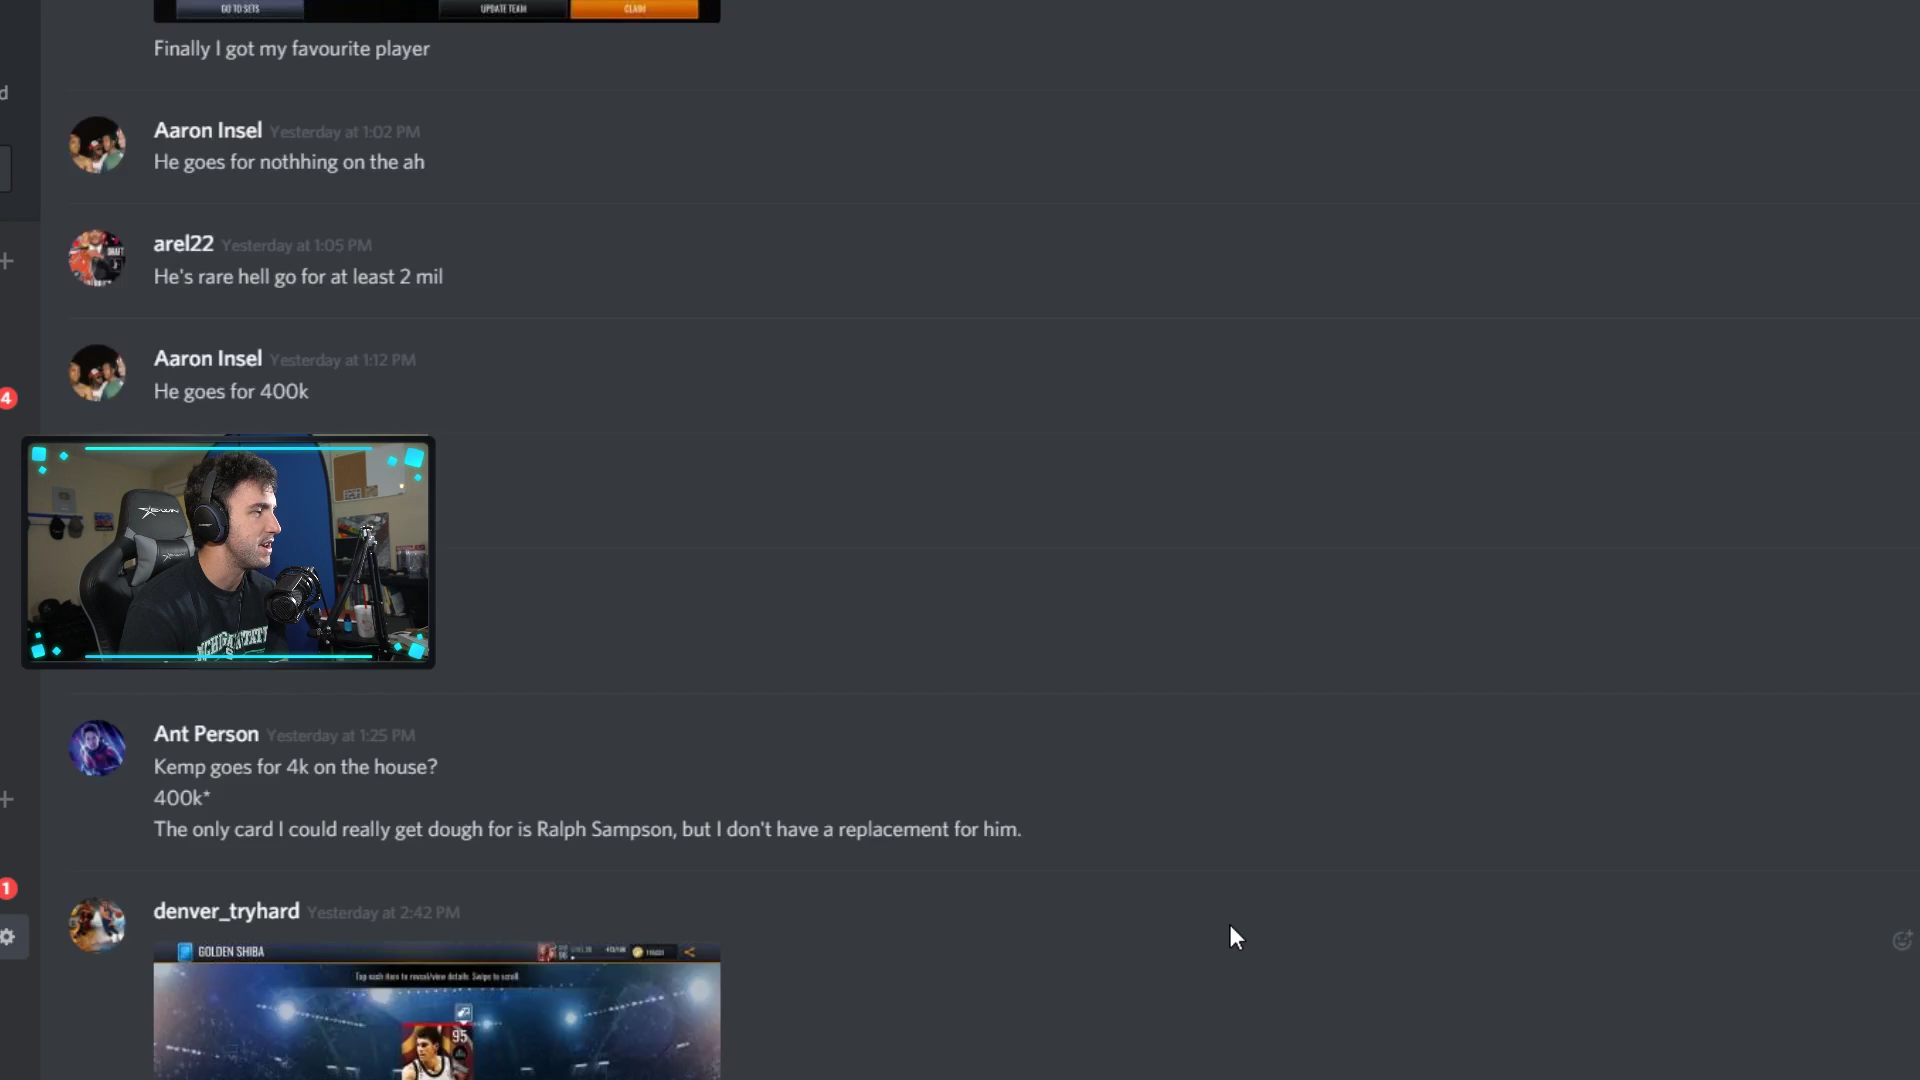 GO TO SETS
UPDATE TEAM
CLAIM
Finally I got my favourite player
d
Aaron Insel Yesterday at 1:02 PM
He goes for nothhing on the ah
arel22 Yesterday at 1:05 PM
He's rare hell go for at least 2 mil
Aaron Insel Yesterday at 1:12 PM
He goes for 400k
4
Ant Person Yesterday at 1:25 PM
Kemp goes for 4k on the house?
400k*
The only card I could really get dough for is Ralph Sampson, but I don't have a replacement for him.
1
denver_tryhard Yesterday at 2:42 PM
GOLDEN SHIBA
Tap each item to reveal/view details. Swipe to scroll.
95